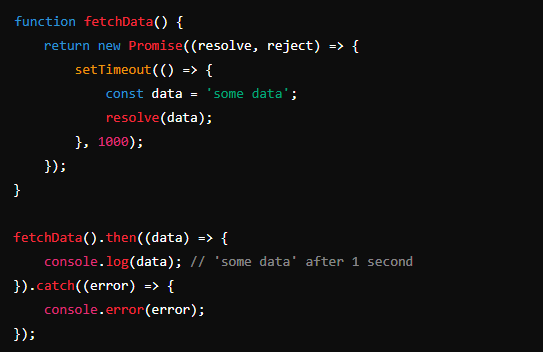 function fetchData() {
    return new Promise((resolve, reject) => {
        setTimeout(() => {
            const data = 'some data';
            resolve(data);
        }, 1000);
    });
}

fetchData().then((data) => {
    console.log(data); // 'some data' after 1 second
}).catch((error) => {
    console.error(error);
});